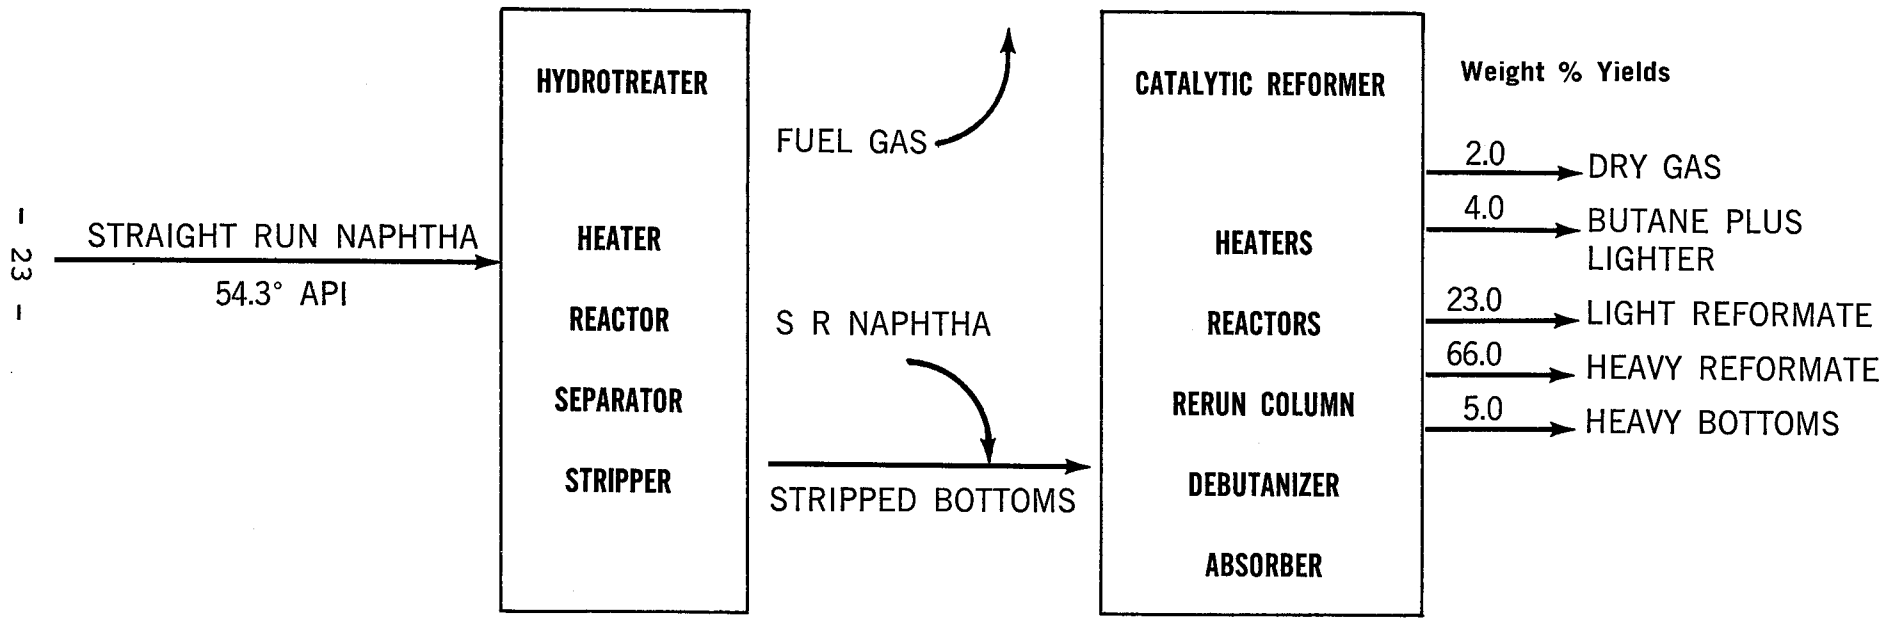 - 23 -
STRAIGHT RUN NAPHTHA
54.3° API
HYDROTREATER
HEATER
REACTOR
SEPARATOR
STRIPPER
FUEL GAS
S R NAPHTHA
STRIPPED BOTTOMS
CATALYTIC REFORMER
HEATERS
REACTORS
RERUN COLUMN
DEBUTANIZER
ABSORBER
Weight % Yields
2.0 DRY GAS
4.0 BUTANE PLUS
LIGHTER
23.0 LIGHT REFORMATE
66.0 HEAVY REFORMATE
5.0 HEAVY BOTTOMS